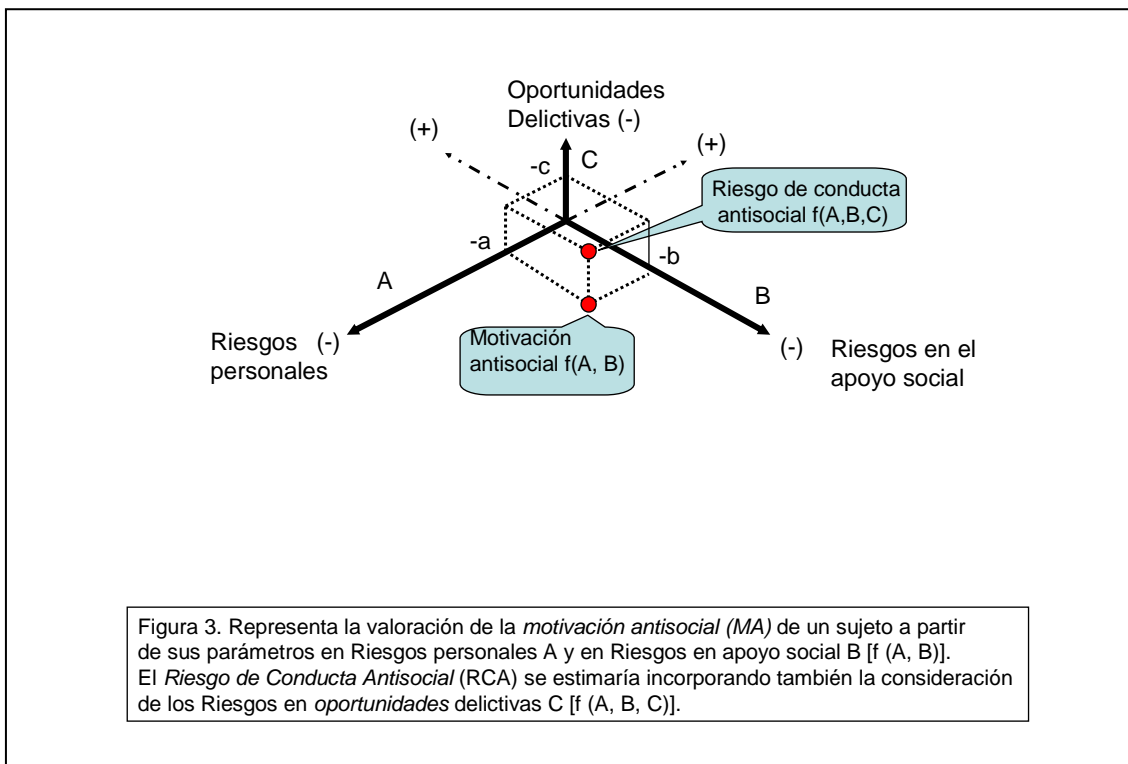 Oportunidades
Delictivas (-)
(+)
(+)
-c
C
Riesgo de conducta
antisocial f(A,B,C)
-a
-b
A
B
Riesgos (-)
personales
Motivación
antisocial f(A, B)
(-)
Riesgos en el
apoyo social
Figura 3. Representa la valoración de la motivación antisocial (MA) de un sujeto a partir
de sus parámetros en Riesgos personales A y en Riesgos en apoyo social B [f (A, B)].
El Riesgo de Conducta Antisocial (RCA) se estimaría incorporando también la consideración
de los Riesgos en oportunidades delictivas C [f (A, B, C)].